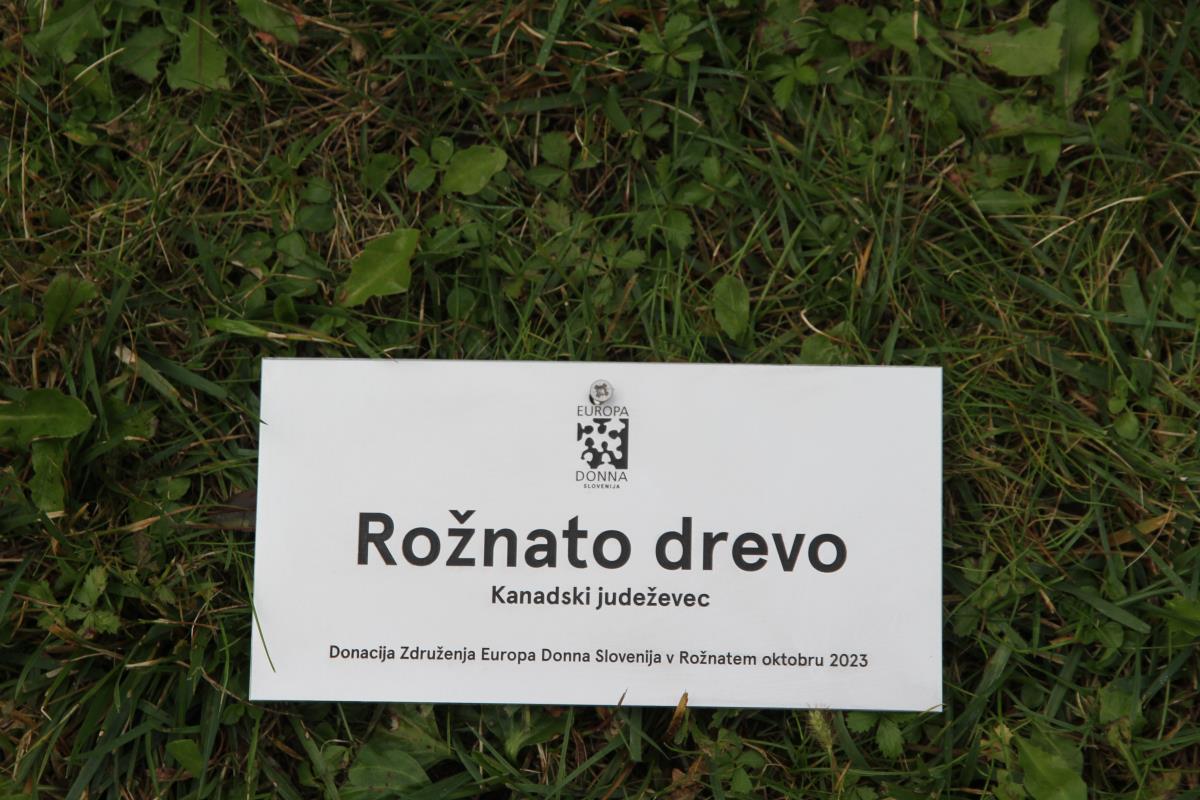 EUROPA
DONNA
SLOVENIJA
Rožnato drevo
Kanadski judeževec
Donacija Združenja Europa Donna Slovenija v Rožnatem oktobru 2023